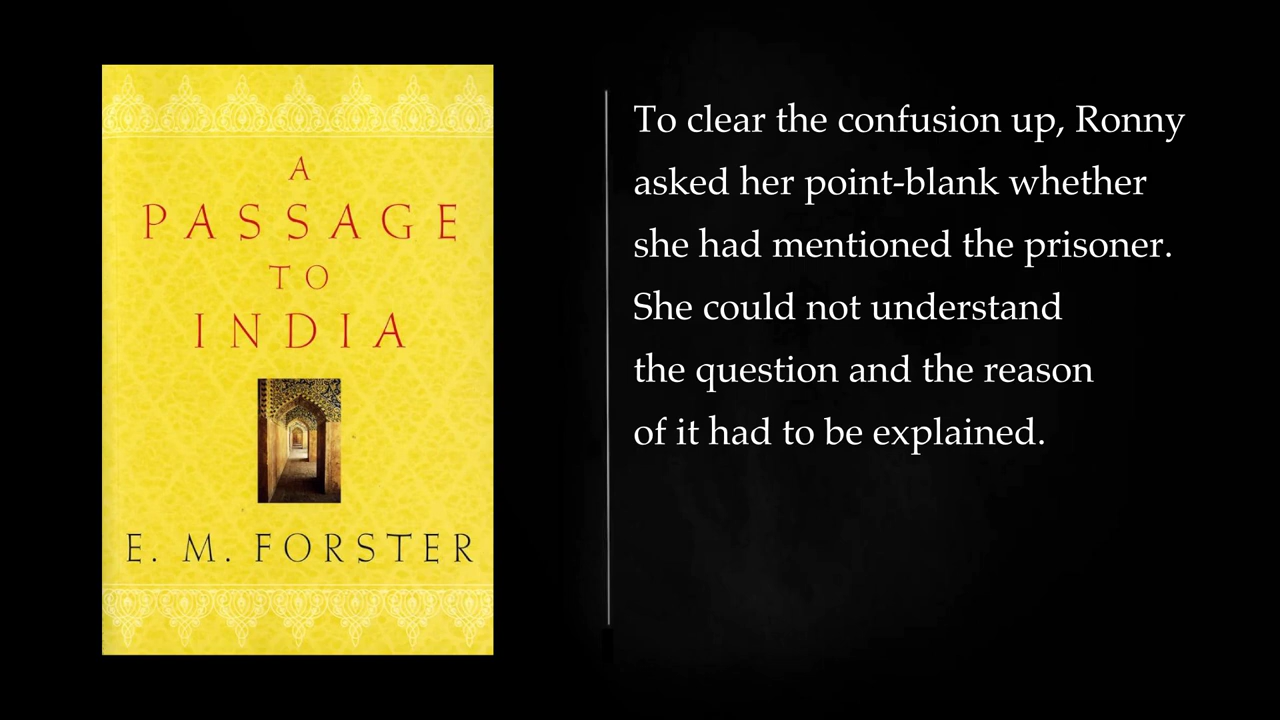 A
PASSAGE
TO
INDIA
E. M. FORSTER
To clear the confusion up, Ronny
asked her point-blank whether
she had mentioned the prisoner.
She could not understand
the question and the reason
of it had to be explained.